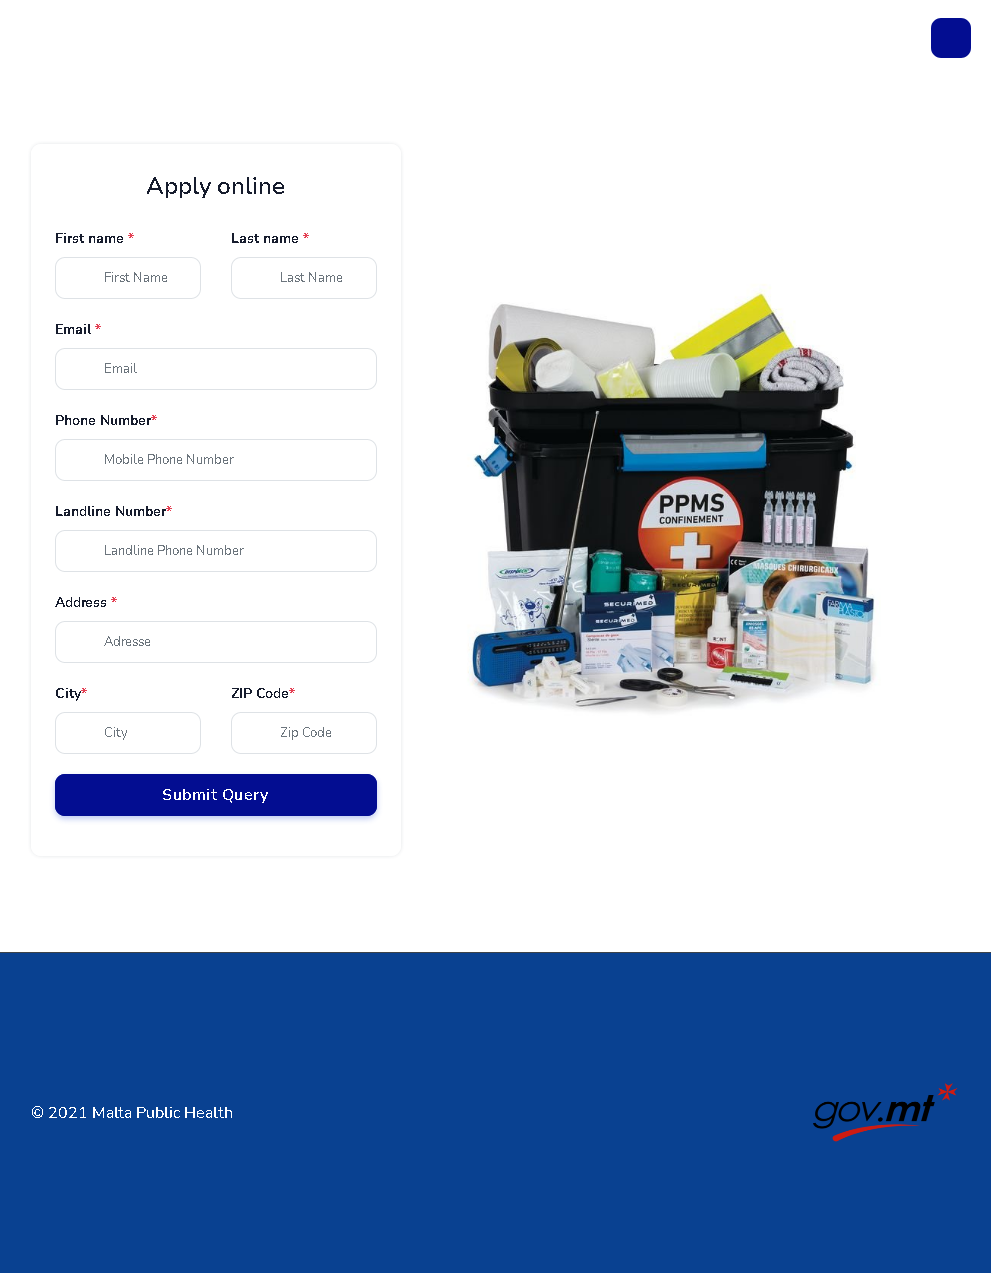 Apply online
First name *
Last name *
First Name
Last Name
Email *
Email
Phone Number*
Mobile Phone Number
Landline Number*
Landline Phone Number
Address *
Adresse
City*
ZIP Code*
City
Zip Code
Submit Query
PPMS
CONFINEMENT
MASQUES CHIRURGICAUX
SECURIMED
SECURIMED
© 2021 Malta Public Health
gov.mt